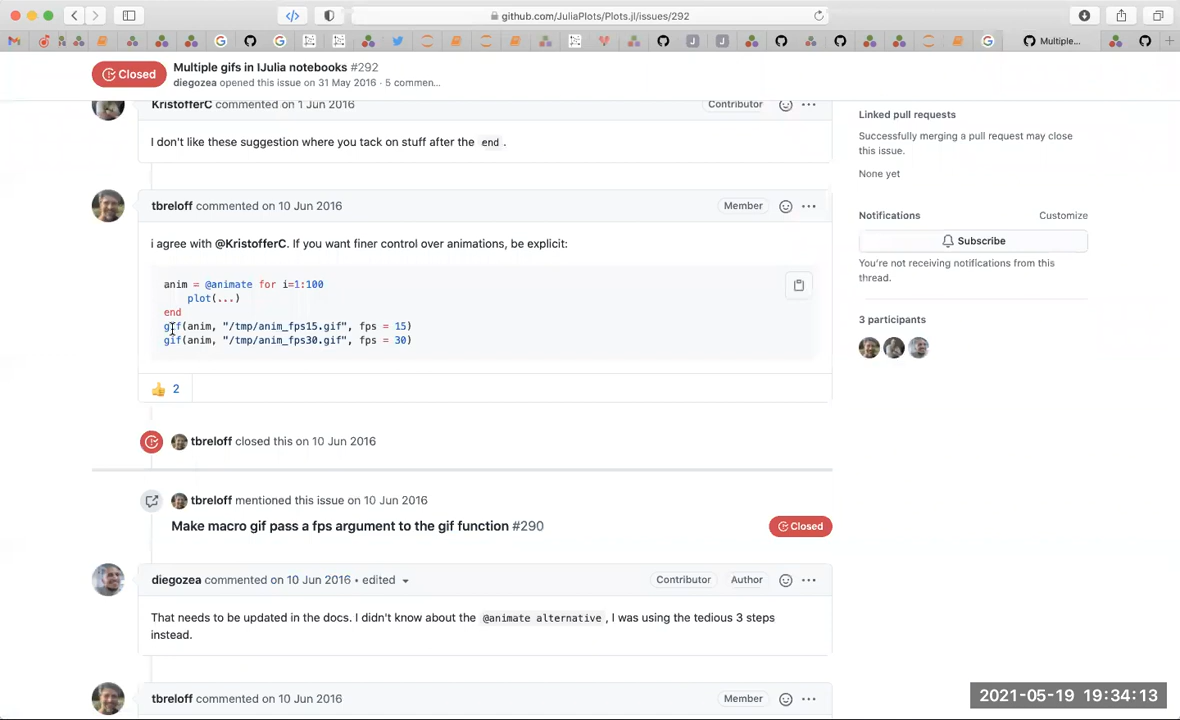 github.com/JuliaPlots/Plots.jl/issues/292
Multiple...
Closed
Multiple gifs in IJulia notebooks #292
diegozea opened this issue on 31 May 2016 · 5 commen...
KristofferC commented on 1 Jun 2016
Contributor
I don't like these suggestion where you tack on stuff after the end .
tbreloff commented on 10 Jun 2016
Member
i agree with @KristofferC. If you want finer control over animations, be explicit:
anim = @animate for i=1:100
plot(...)
end
gif(anim, "/tmp/anim_fps15.gif", fps = 15)
gif(anim, "/tmp/anim_fps30.gif", fps = 30)
2
tbreloff closed this on 10 Jun 2016
tbreloff mentioned this issue on 10 Jun 2016
Make macro gif pass a fps argument to the gif function #290
Closed
diegozea commented on 10 Jun 2016 • edited
Contributor
Author
That needs to be updated in the docs. I didn't know about the @animate alternative , I was using the tedious 3 steps
instead.
tbreloff commented on 10 Jun 2016
Member
Linked pull requests
Successfully merging a pull request may close
this issue.
None yet
Notifications
Customize
Subscribe
You're not receiving notifications from this
thread.
3 participants
2021-05-19 19:34:13